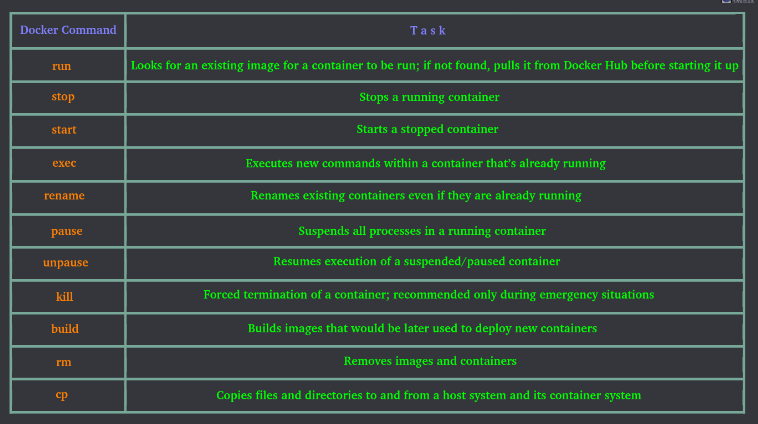 Docker Command Task
run Looks for an existing image for a container to be run; if not found, pulls it from Docker Hub before starting it up
stop Stops a running container
start Starts a stopped container
exec Executes new commands within a container that's already running
rename Renames existing containers even if they are already running
pause Suspends all processes in a running container
unpause Resumes execution of a suspended/paused container
kill Forced termination of a container; recommended only during emergency situations
build Builds images that would be later used to deploy new containers
rm Removes images and containers
cp Copies files and directories to and from a host system and its container system